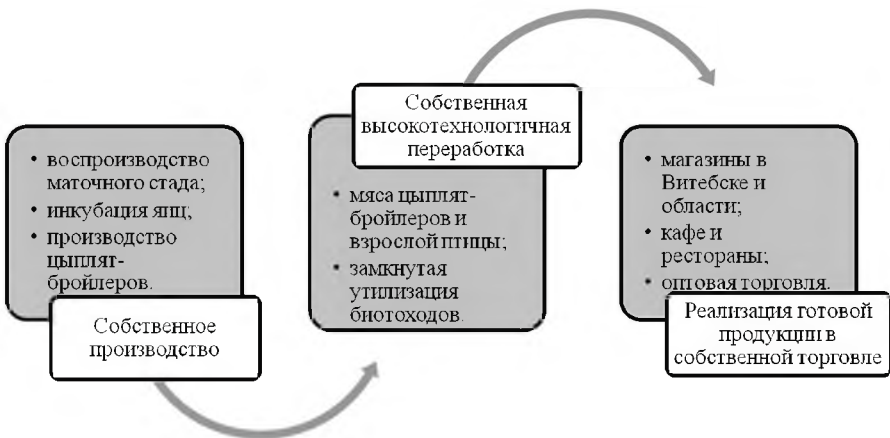 • воспроизводство
маточного стада;
• инкубация яиц;
• производство
цыплят-
бройлеров.
Собственное
производство
Собственная
высокотехнологичная
переработка
• мяса цыплят-
бройлеров и
взрослой птицы;
• замкнутая
утилизация
биотоходов.
• магазины в
Витебске и
области;
• кафе и
рестораны;
• оптовая торговля.
Реализация готовой
продукции в
собственной торговле